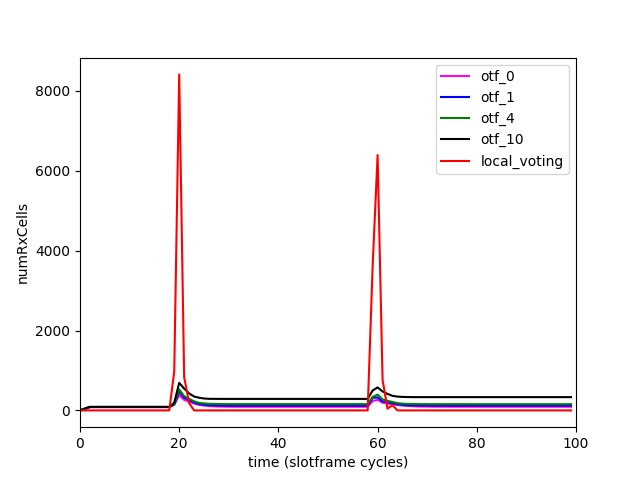 8000
6000
4000
2000
0
numRxCells
0 20 40 60 80 100
time (slotframe cycles)
otf_0
otf_1
otf_4
otf_10
local_voting